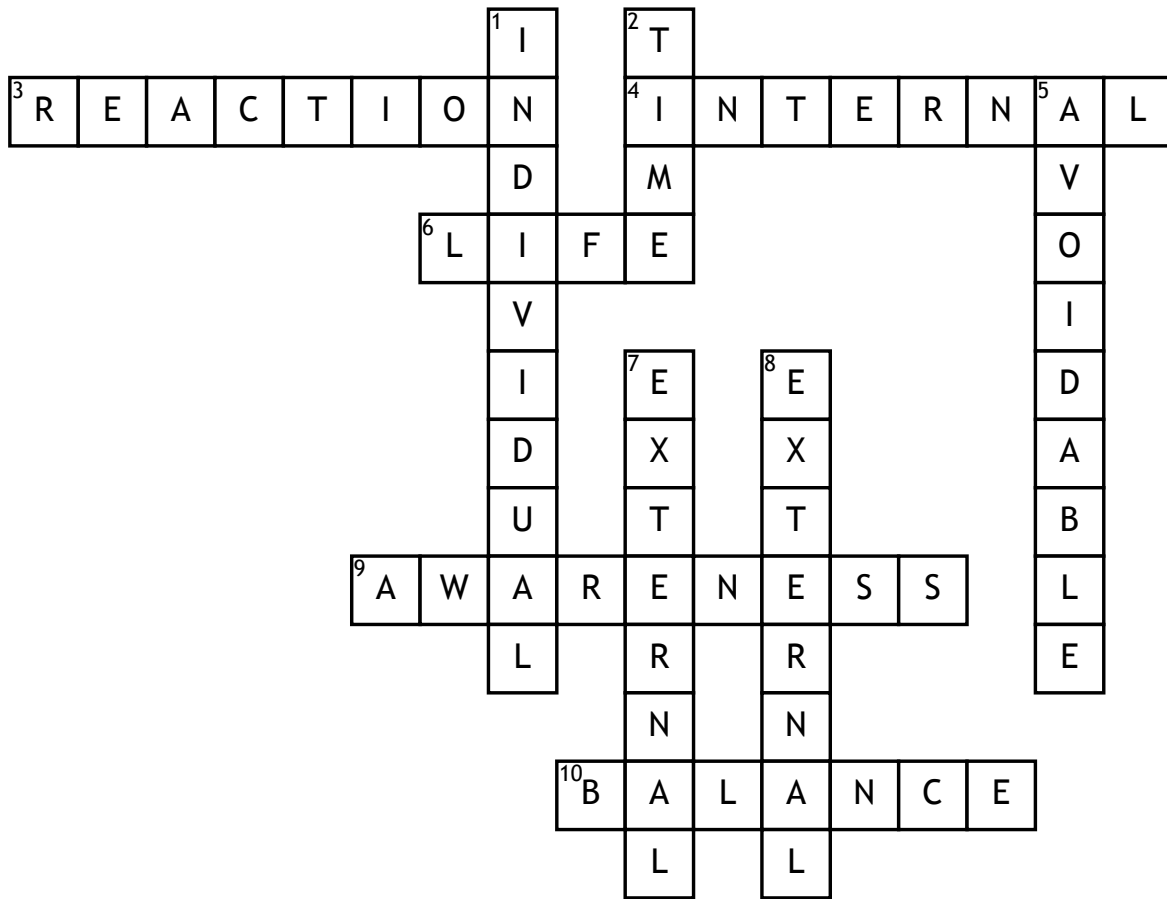 1 I 2 T
3 R E A C T I O N 4 I N T E R N 5 A L
D M V
6 L I F E O
V I
I 7 E 8 E D
D X X A
U T T B
9 A W A R E N E S S L
L R R E
N N
10 B A L A N C E
L L